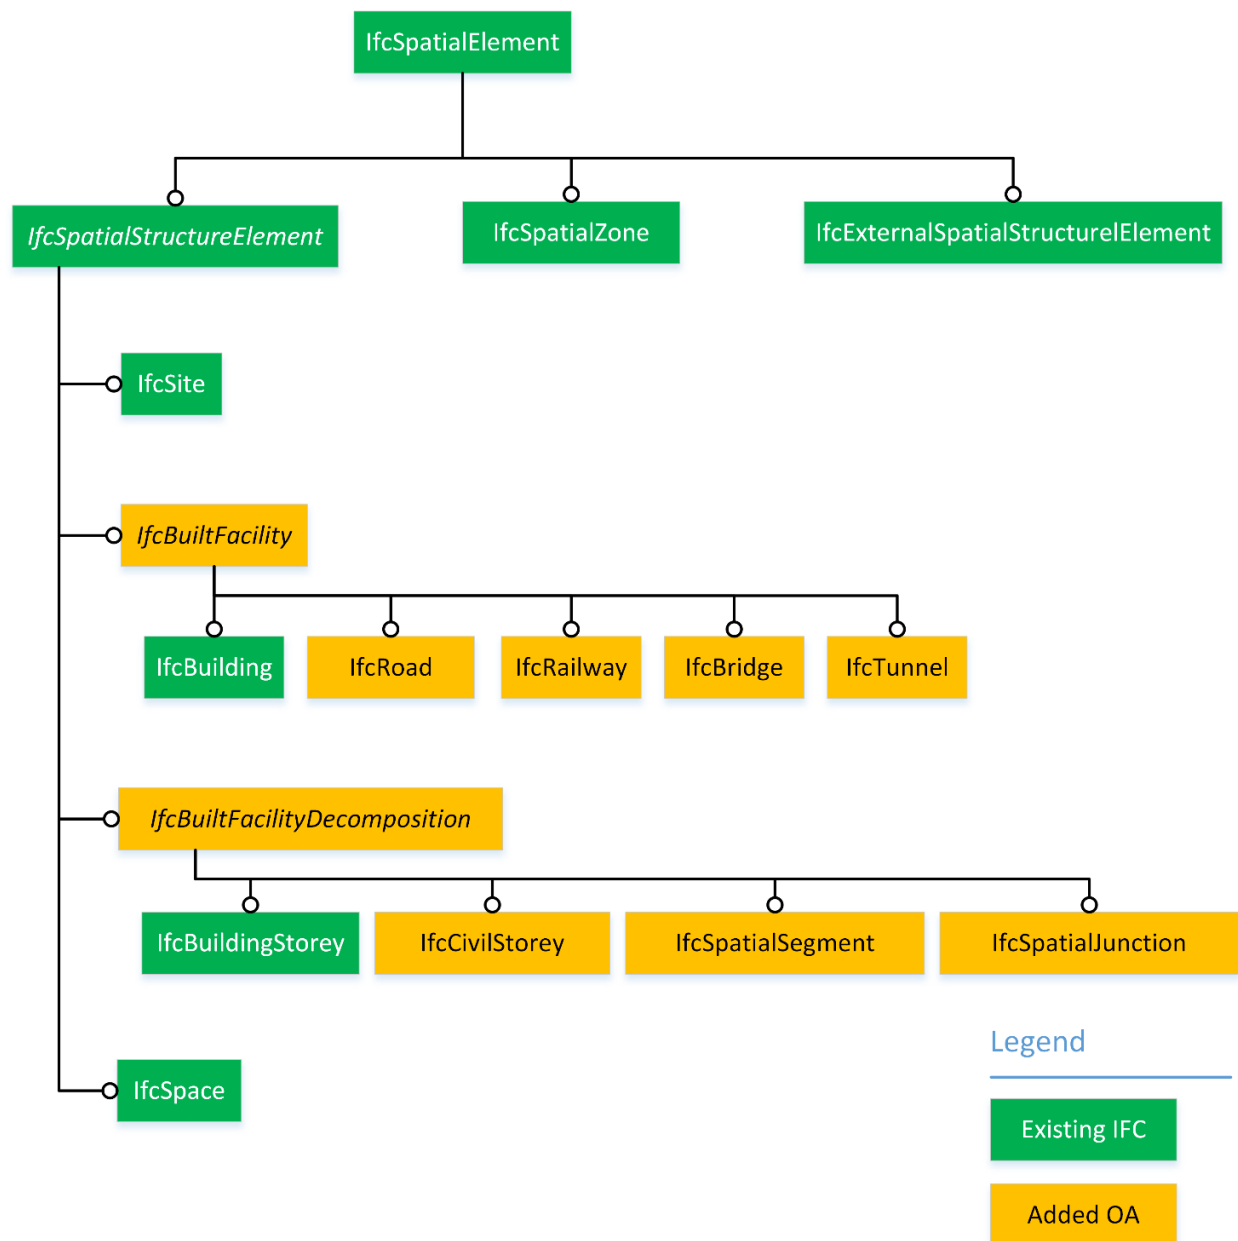 IfcSpatialElement
IfcSpatialStructureElement
IfcSpatialZone
IfcExternalSpatialStructurelElement
IfcSite
IfcBuiltFacility
IfcBuilding
IfcRoad
IfcRailway
IfcBridge
IfcTunnel
IfcBuiltFacilityDecomposition
IfcBuildingStorey
IfcCivilStorey
IfcSpatialSegment
IfcSpatialJunction
IfcSpace
Legend
Existing IFC
Added OA